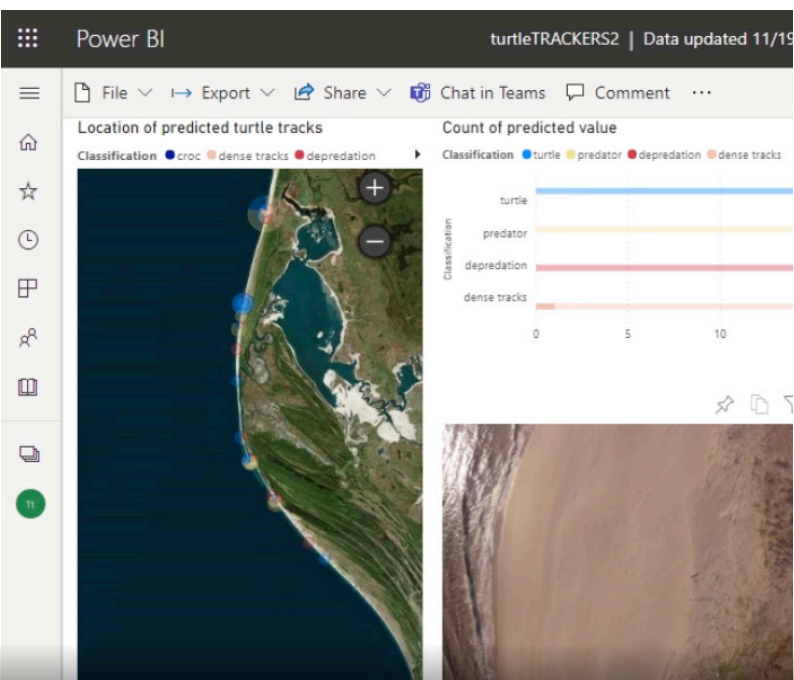 Power BI
turtleTRACKERS2 | Data updated 11/19
File Export Share Chat in Teams Comment ...
Location of predicted turtle tracks
Classification croc dense tracks depredation
Count of predicted value
Classification turtle predator depredation dense tracks
Classification
turtle
predator
depredation
dense tracks
0 5 10
Tt